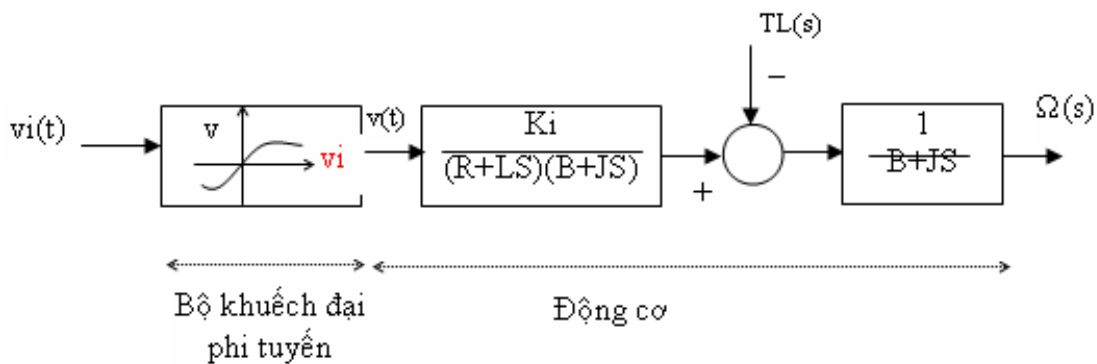 TL(s)
−
vi(t)
v
vi
v(t)
Ki
(R+LS)(B+JS)
+
1
B+JS
Ω(s)
Bộ khuếch đại
phi tuyến
Động cơ